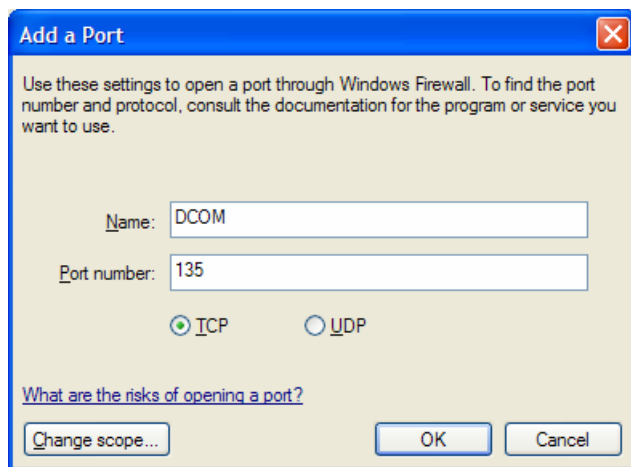 Add a Port
Use these settings to open a port through Windows Firewall. To find the port
number and protocol, consult the documentation for the program or service you
want to use.
Name: DCOM
Port number: 135
TCP UDP
What are the risks of opening a port?
Change scope... OK Cancel